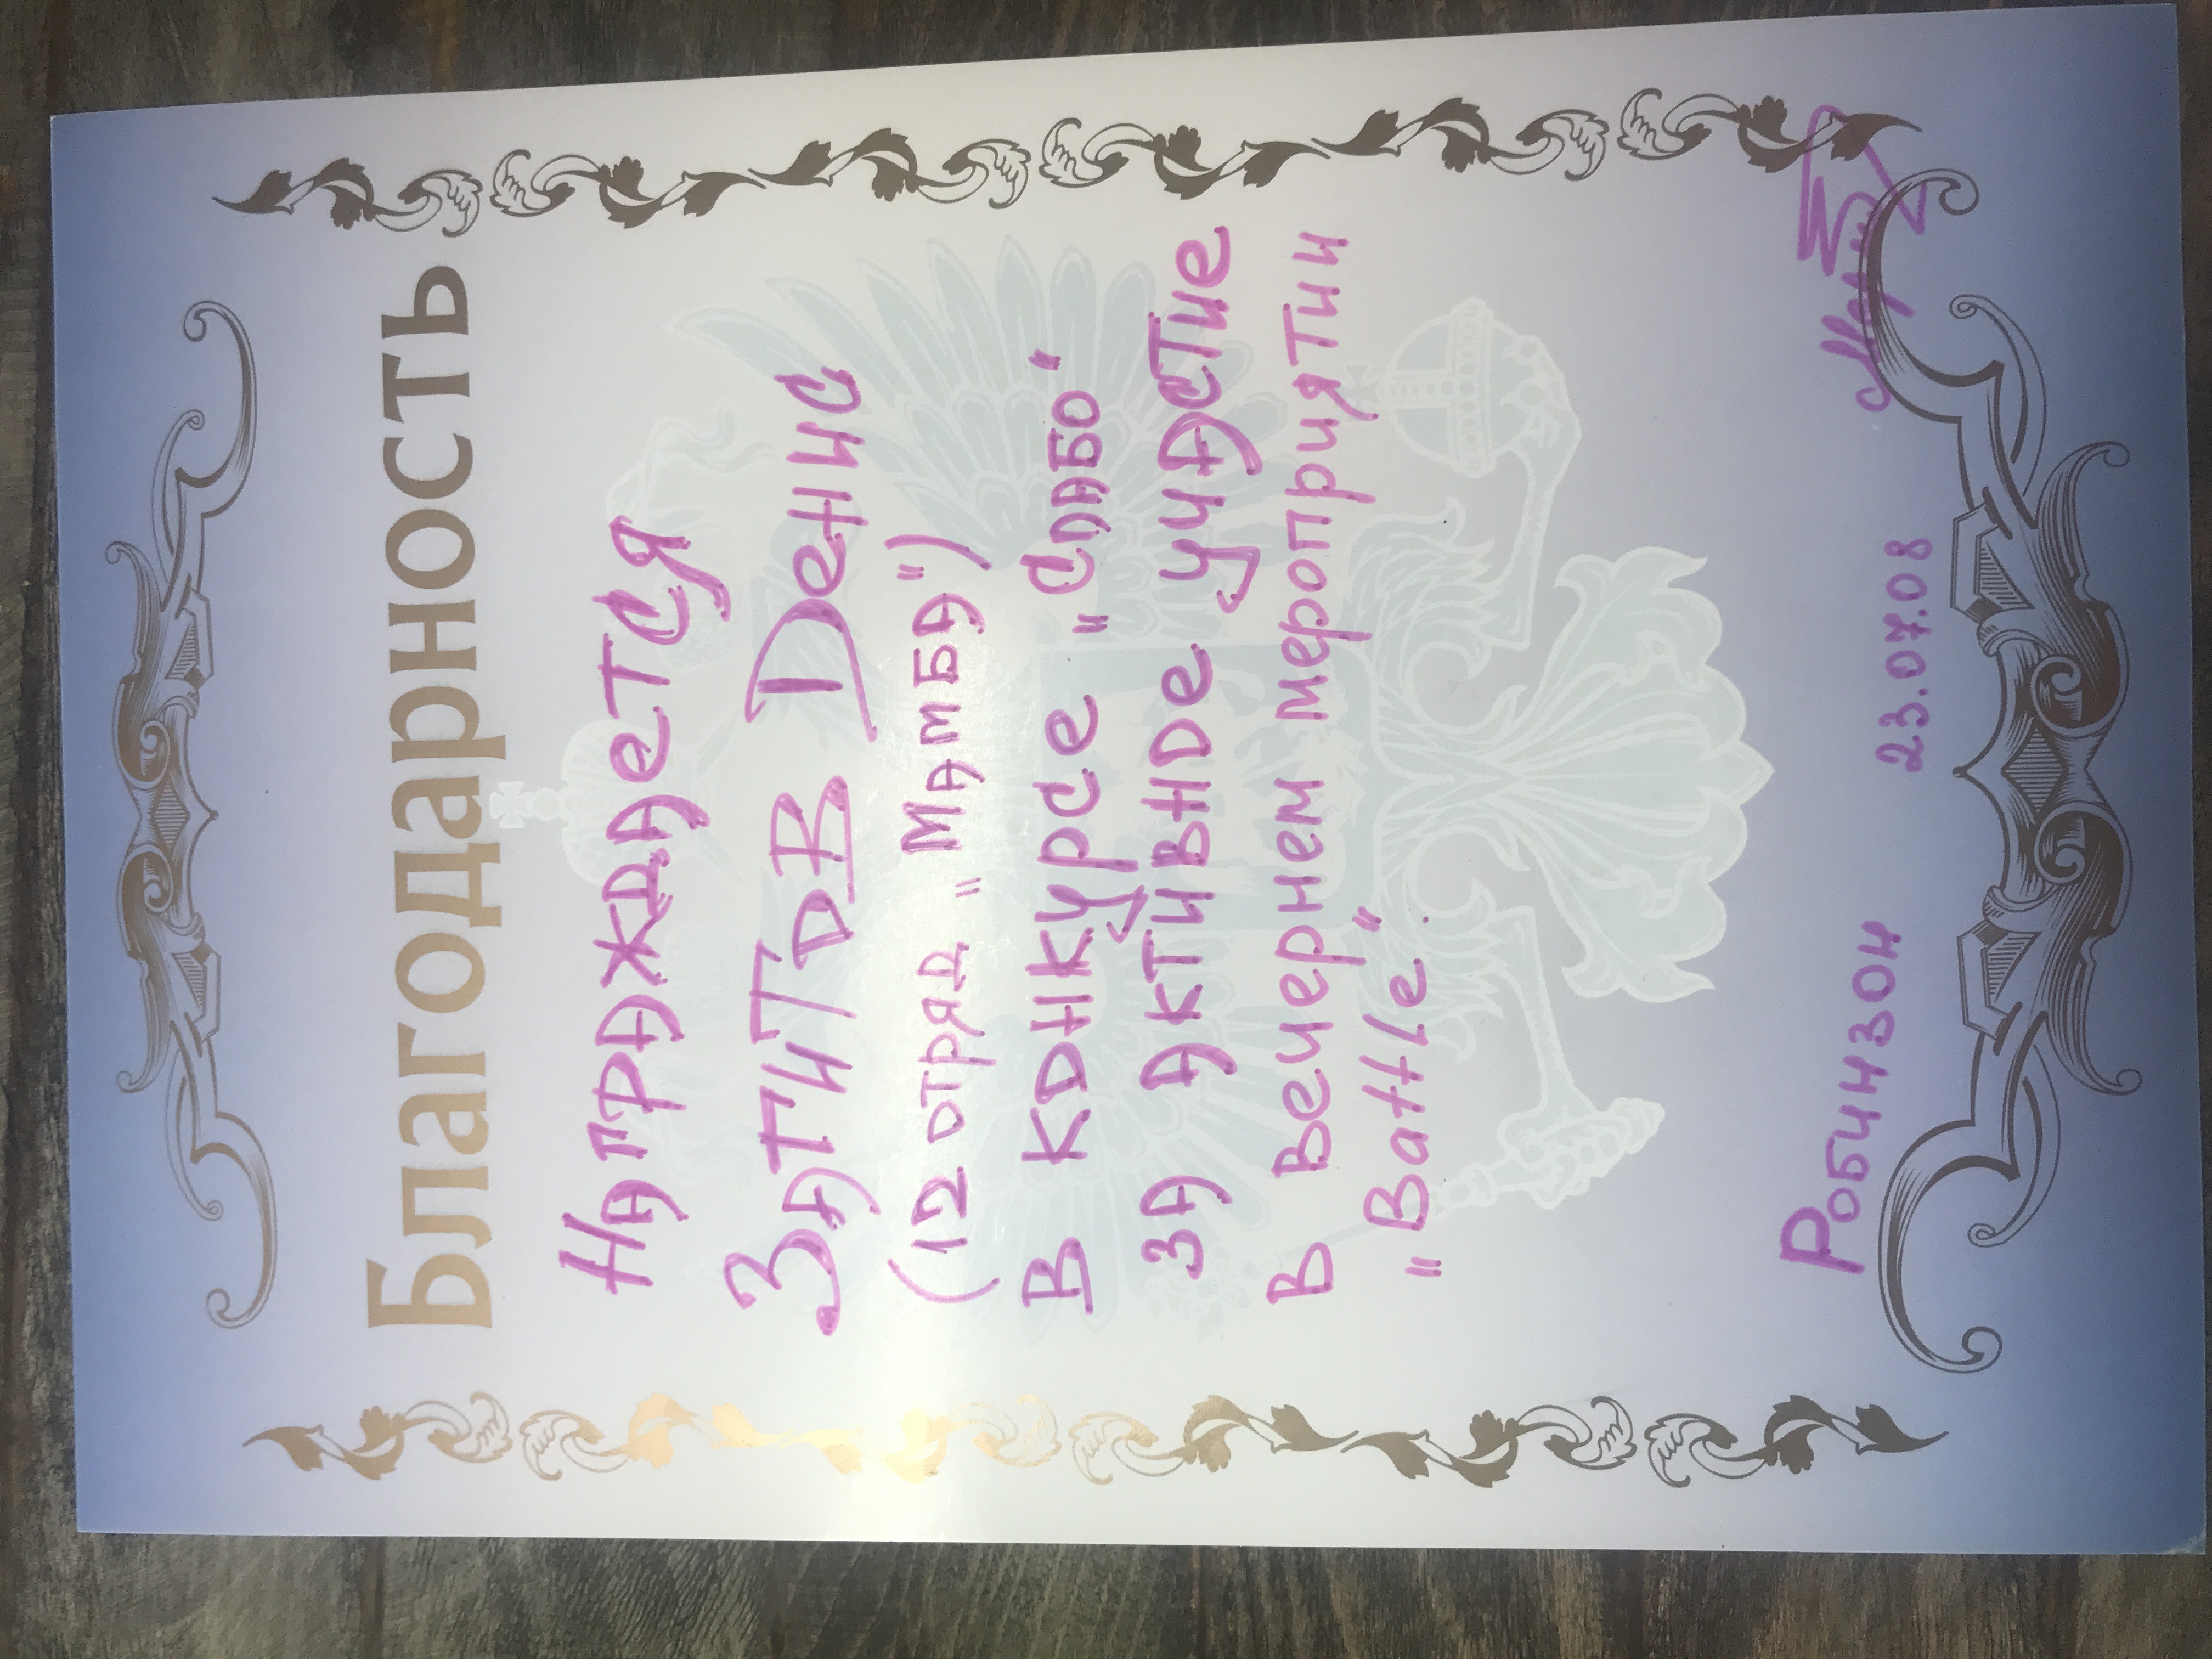 Благодарность
Награждается
Загитов Денис
(12 отряд „Мамба“)
в конкурсе „Слабо“
за активное участие
в вечернем мероприятии
„Battle“.
Робинзон
23.07.08